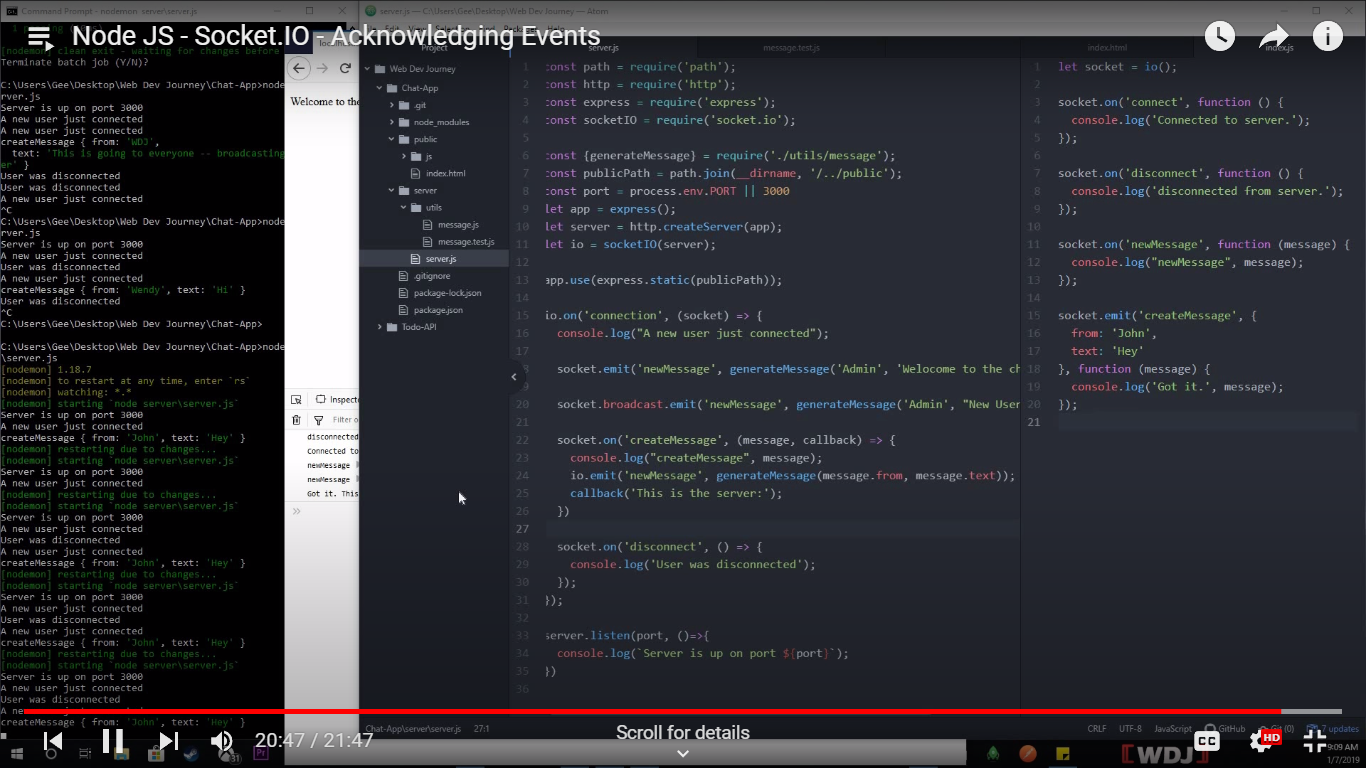 Command Prompt - nodemon server\server.js
server.js — C:\Users\Gee\Desktop\Web Dev Journey — Atom
Node JS - Socket.IO - Acknowledging Events
[nodemon] clean exit - waiting for changes before
Terminate batch job (Y/N)?
C:\Users\Gee\Desktop\Web Dev Journey\Chat-App>node
rver.js
Server is up on port 3000
A new user just connected
A new user just connected
createMessage { from: 'WDJ',
text: 'This is going to everyone -- broadcasting
er' }
User was disconnected
User was disconnected
A new user just connected
^C
C:\Users\Gee\Desktop\Web Dev Journey\Chat-App>node
rver.js
Server is up on port 3000
A new user just connected
User was disconnected
A new user just connected
createMessage { from: 'Wendy', text: 'Hi' }
User was disconnected
^C
C:\Users\Gee\Desktop\Web Dev Journey\Chat-App>
C:\Users\Gee\Desktop\Web Dev Journey\Chat-App>node
\server.js
[nodemon] 1.18.7
[nodemon] to restart at any time, enter `rs`
[nodemon] watching: *.*
[nodemon] starting `node server\server.js`
Server is up on port 3000
A new user just connected
createMessage { from: 'John', text: 'Hey' }
[nodemon] restarting due to changes...
[nodemon] starting `node server\server.js`
Server is up on port 3000
A new user just connected
[nodemon] restarting due to changes...
[nodemon] starting `node server\server.js`
Server is up on port 3000
A new user just connected
User was disconnected
A new user just connected
createMessage { from: 'John', text: 'Hey' }
[nodemon] restarting due to changes...
[nodemon] starting `node server\server.js`
Server is up on port 3000
A new user just connected
User was disconnected
A new user just connected
createMessage { from: 'John', text: 'Hey' }
[nodemon] restarting due to changes...
[nodemon] starting `node server\server.js`
Server is up on port 3000
A new user just connected
User was disconnected
A ne
createMessage { from: 'John', text: 'Hey' }
Welcome to the
Inspecto
Filter o
disconnected
Connected to
newMessage
newMessage
Got it. This
Project
Web Dev Journey
Chat-App
.git
node_modules
public
js
index.html
server
utils
message.js
message.test.js
server.js
.gitignore
package-lock.json
package.json
Todo-API
server.js
message.test.js
index.html
index.js
1 const path = require('path');
2 const http = require('http');
3 const express = require('express');
4 const socketIO = require('socket.io');
5
6 const {generateMessage} = require('./utils/message');
7 const publicPath = path.join(__dirname, '/../public');
8 const port = process.env.PORT || 3000
9 let app = express();
10 let server = http.createServer(app);
11 let io = socketIO(server);
12
13 app.use(express.static(publicPath));
14
15 io.on('connection', (socket) => {
16 console.log("A new user just connected");
17
18 socket.emit('newMessage', generateMessage('Admin', 'Welocome to the ch
19
20 socket.broadcast.emit('newMessage', generateMessage('Admin', "New User
21
22 socket.on('createMessage', (message, callback) => {
23 console.log("createMessage", message);
24 io.emit('newMessage', generateMessage(message.from, message.text));
25 callback('This is the server:');
26 })
27
28 socket.on('disconnect', () => {
29 console.log('User was disconnected');
30 });
31 });
32
33 server.listen(port, ()=>{
34 console.log(`Server is up on port ${port}`);
35 })
36
1 let socket = io();
2
3 socket.on('connect', function () {
4 console.log('Connected to server.');
5 });
6
7 socket.on('disconnect', function () {
8 console.log('disconnected from server.');
9 });
10
11 socket.on('newMessage', function (message) {
12 console.log("newMessage", message);
13 });
14
15 socket.emit('createMessage', {
16 from: 'John',
17 text: 'Hey'
18 }, function (message) {
19 console.log('Got it.', message);
20 });
21
Chat-App\server\server.js 27:1
CRLF UTF-8 JavaScript GitHub Git (0) 7 updates
20:47 / 21:47
Scroll for details
CC
HD
31
Pr
[WDJ]
9:09 AM
1/7/2019